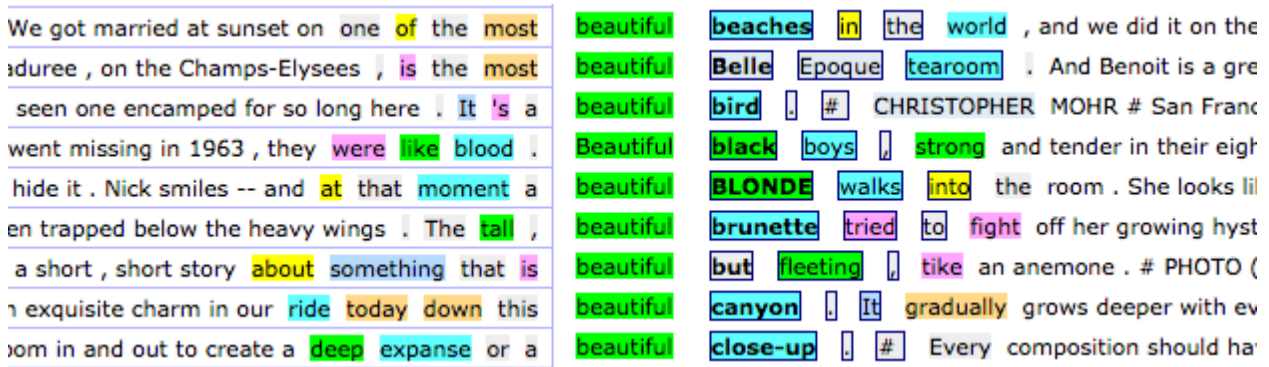 We got married at sunset on one of the most beautiful beaches in the world , and we did it on the
aduree , on the Champs-Elysees , is the most beautiful Belle Epoque tearoom . And Benoit is a gre
seen one encamped for so long here . It 's a beautiful bird . # CHRISTOPHER MOHR # San Franc
went missing in 1963 , they were like blood . Beautiful black boys , strong and tender in their eigh
hide it . Nick smiles -- and at that moment a beautiful BLONDE walks into the room . She looks li
en trapped below the heavy wings . The tall , beautiful brunette tried to fight off her growing hyst
a short , short story about something that is beautiful but fleeting , tike an anemone . # PHOTO (
exquisite charm in our ride today down this beautiful canyon . It gradually grows deeper with ev
om in and out to create a deep expanse or a beautiful close-up . # Every composition should ha